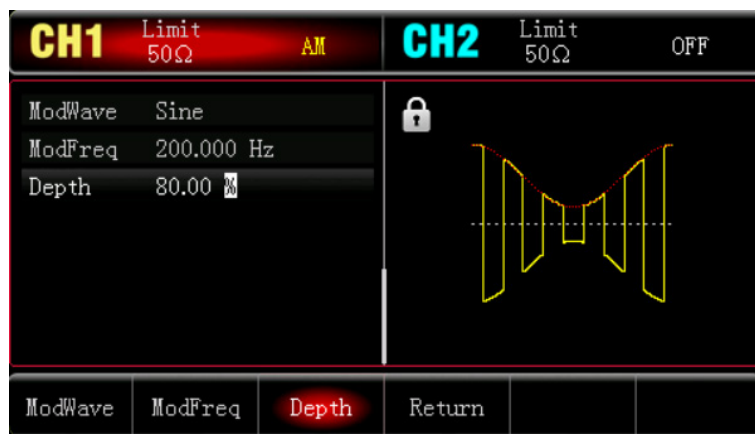 CH1 Limit 50Ω AM CH2 Limit 50Ω OFF
ModWave Sine
ModFreq 200.000 Hz
Depth 80.00 %
ModWave ModFreq Depth Return